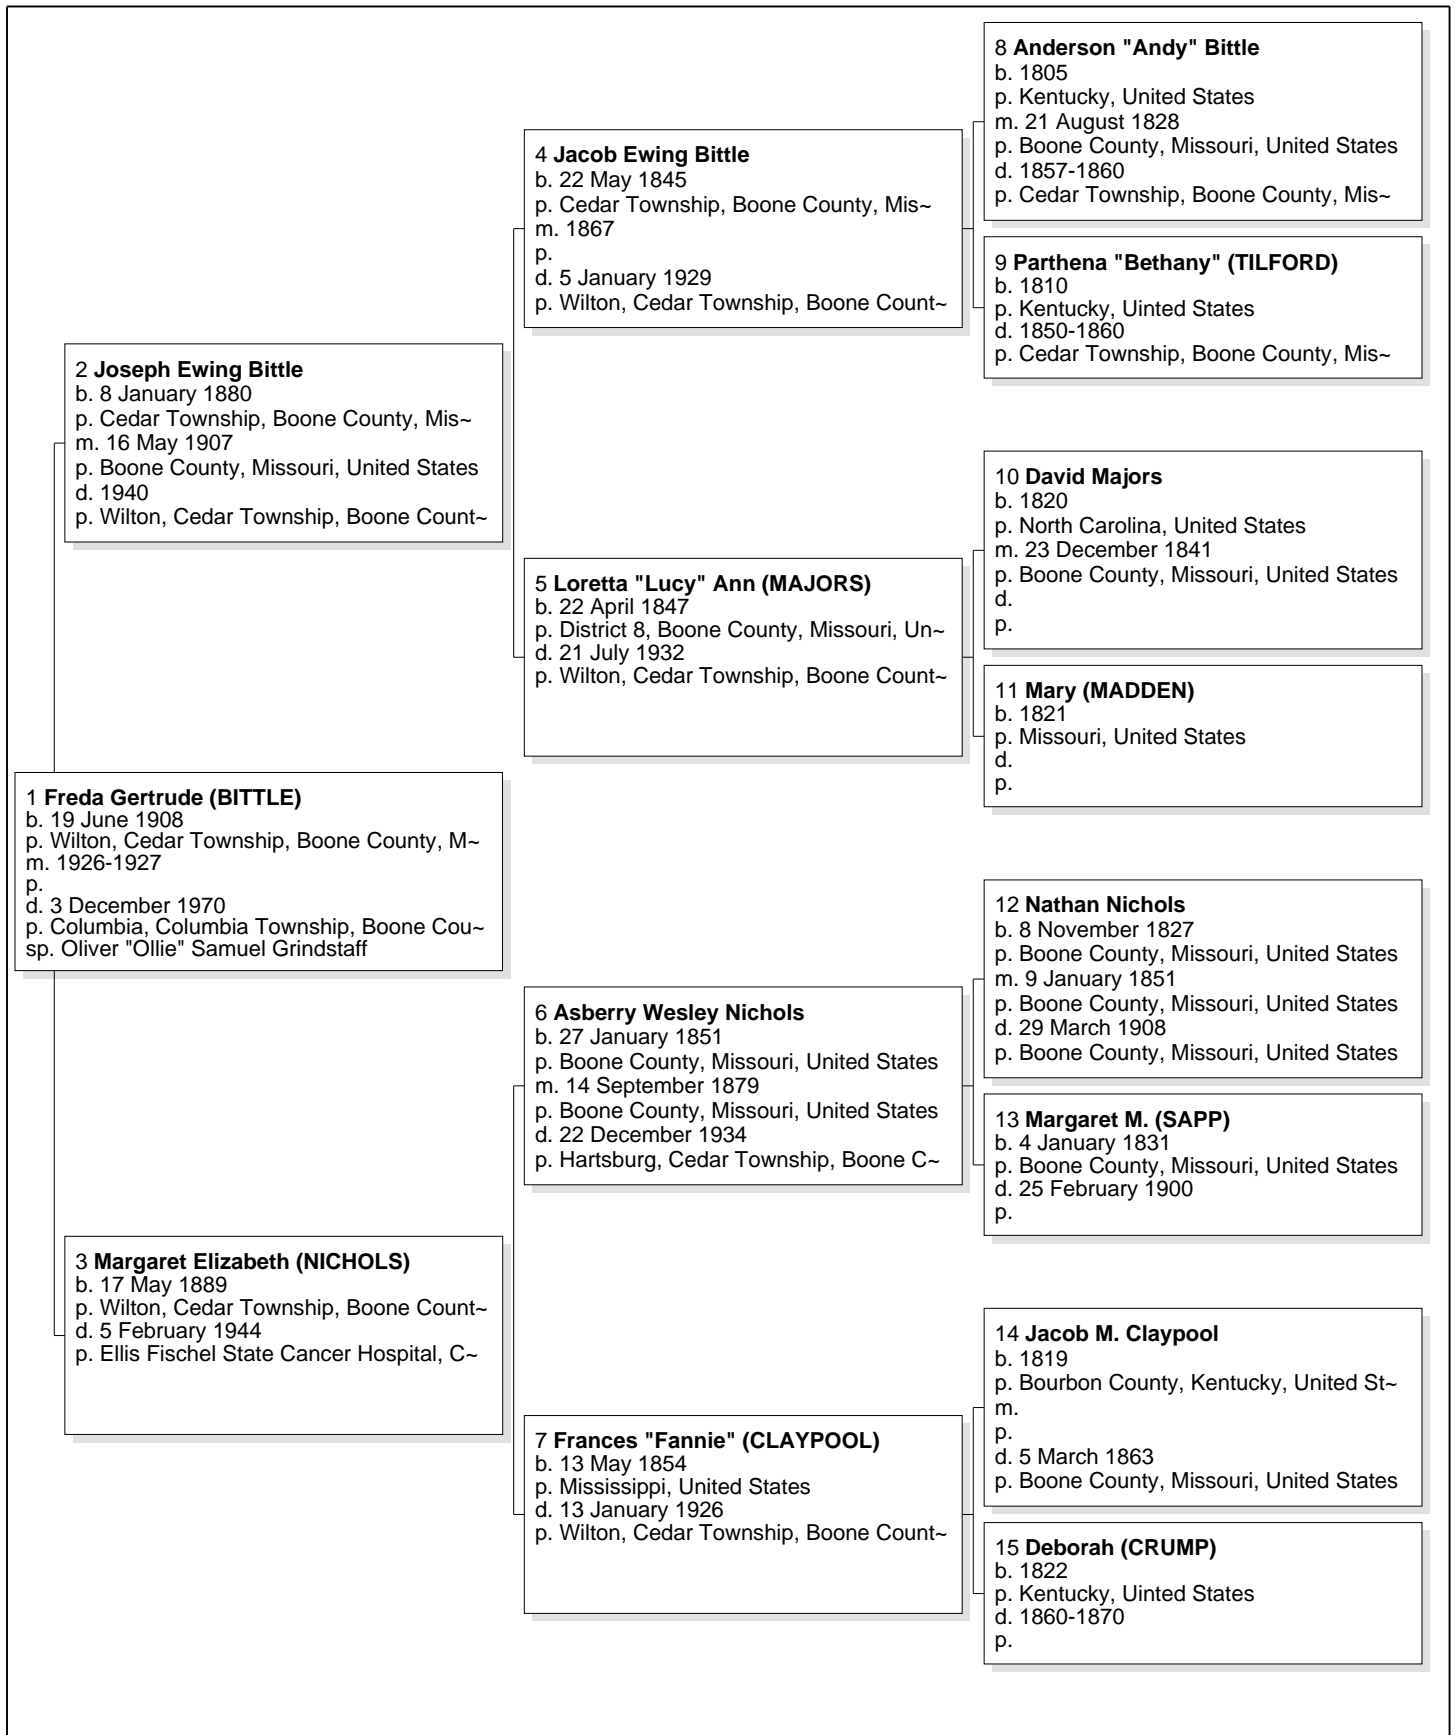 8 Anderson "Andy" Bittle
b. 1805
p. Kentucky, United States
m. 21 August 1828
p. Boone County, Missouri, United States
d. 1857-1860
p. Cedar Township, Boone County, Mis~
4 Jacob Ewing Bittle
b. 22 May 1845
p. Cedar Township, Boone County, Mis~
m. 1867
p.
d. 5 January 1929
p. Wilton, Cedar Township, Boone Count~
9 Parthena "Bethany" (TILFORD)
b. 1810
p. Kentucky, Uinted States
d. 1850-1860
p. Cedar Township, Boone County, Mis~
2 Joseph Ewing Bittle
b. 8 January 1880
p. Cedar Township, Boone County, Mis~
m. 16 May 1907
p. Boone County, Missouri, United States
d. 1940
p. Wilton, Cedar Township, Boone Count~
10 David Majors
b. 1820
p. North Carolina, United States
m. 23 December 1841
p. Boone County, Missouri, United States
d.
p.
5 Loretta "Lucy" Ann (MAJORS)
b. 22 April 1847
p. District 8, Boone County, Missouri, Un~
d. 21 July 1932
p. Wilton, Cedar Township, Boone Count~
11 Mary (MADDEN)
b. 1821
p. Missouri, United States
d.
p.
1 Freda Gertrude (BITTLE)
b. 19 June 1908
p. Wilton, Cedar Township, Boone County, M~
m. 1926-1927
p.
d. 3 December 1970
p. Columbia, Columbia Township, Boone Cou~
sp. Oliver "Ollie" Samuel Grindstaff
12 Nathan Nichols
b. 8 November 1827
p. Boone County, Missouri, United States
m. 9 January 1851
p. Boone County, Missouri, United States
d. 29 March 1908
p. Boone County, Missouri, United States
6 Asberry Wesley Nichols
b. 27 January 1851
p. Boone County, Missouri, United States
m. 14 September 1879
p. Boone County, Missouri, United States
d. 22 December 1934
p. Hartsburg, Cedar Township, Boone C~
13 Margaret M. (SAPP)
b. 4 January 1831
p. Boone County, Missouri, United States
d. 25 February 1900
p.
3 Margaret Elizabeth (NICHOLS)
b. 17 May 1889
p. Wilton, Cedar Township, Boone Count~
d. 5 February 1944
p. Ellis Fischel State Cancer Hospital, C~
14 Jacob M. Claypool
b. 1819
p. Bourbon County, Kentucky, United St~
m.
p.
d. 5 March 1863
p. Boone County, Missouri, United States
7 Frances "Fannie" (CLAYPOOL)
b. 13 May 1854
p. Mississippi, United States
d. 13 January 1926
p. Wilton, Cedar Township, Boone Count~
15 Deborah (CRUMP)
b. 1822
p. Kentucky, Uinted States
d. 1860-1870
p.